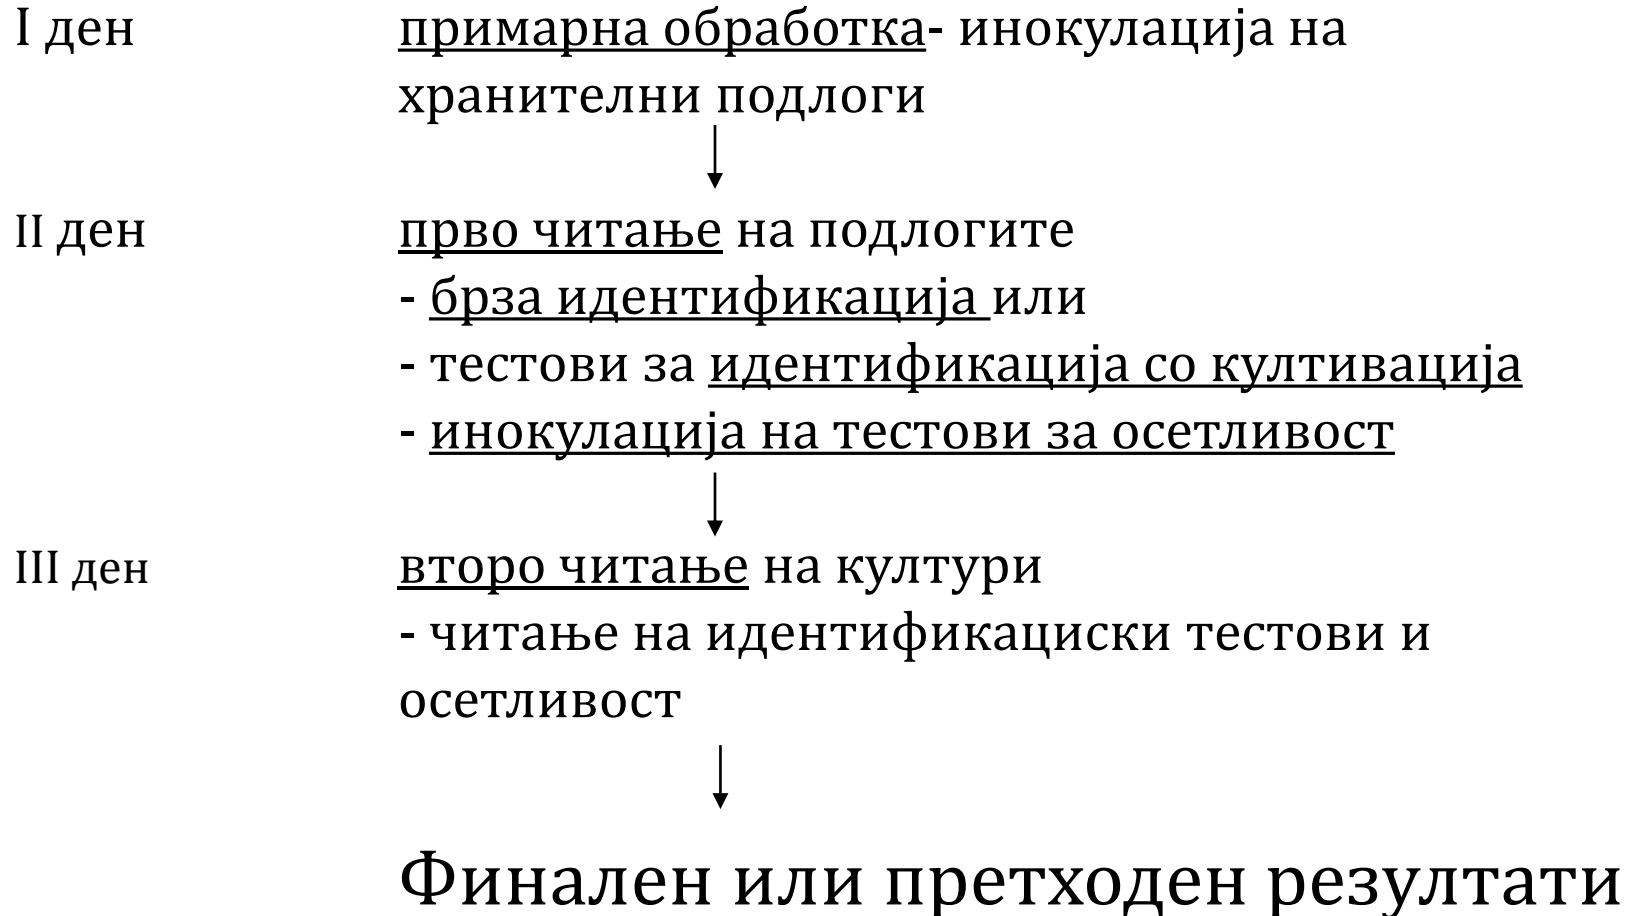 I ден примарна обработка- инокулација на
хранителни подлоги
II ден прво читање на подлогите
- брза идентификација или
- тестови за идентификација со култивација
- инокулација на тестови за осетливост
III ден второ читање на култури
- читање на идентификациски тестови и
осетливост
Финален или претходен резултати